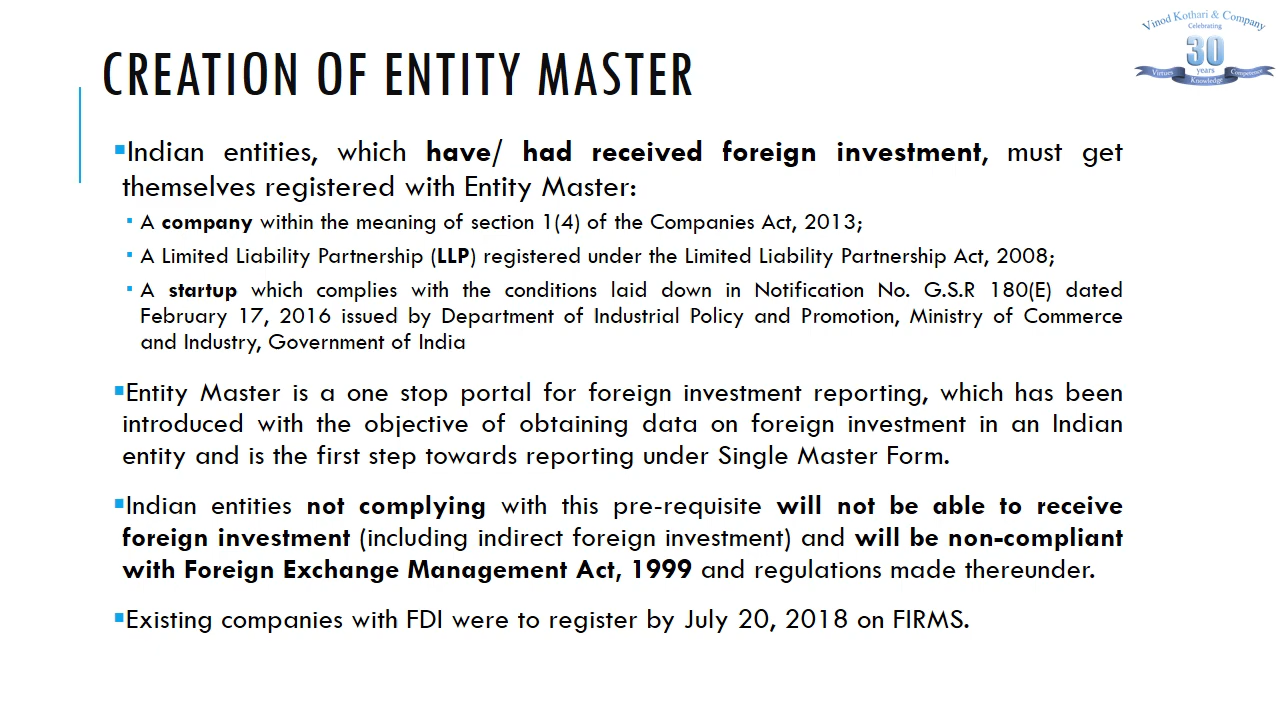 Vinod Kothari & Company
Celebrating
30
years
Virtues
Knowledge
Competence
CREATION OF ENTITY MASTER
▪Indian entities, which have/ had received foreign investment, must get
themselves registered with Entity Master:
▪ A company within the meaning of section 1(4) of the Companies Act, 2013;
▪ A Limited Liability Partnership (LLP) registered under the Limited Liability Partnership Act, 2008;
▪ A startup which complies with the conditions laid down in Notification No. G.S.R 180(E) dated
February 17, 2016 issued by Department of Industrial Policy and Promotion, Ministry of Commerce
and Industry, Government of India
▪Entity Master is a one stop portal for foreign investment reporting, which has been
introduced with the objective of obtaining data on foreign investment in an Indian
entity and is the first step towards reporting under Single Master Form.
▪Indian entities not complying with this pre-requisite will not be able to receive
foreign investment (including indirect foreign investment) and will be non-compliant
with Foreign Exchange Management Act, 1999 and regulations made thereunder.
▪Existing companies with FDI were to register by July 20, 2018 on FIRMS.